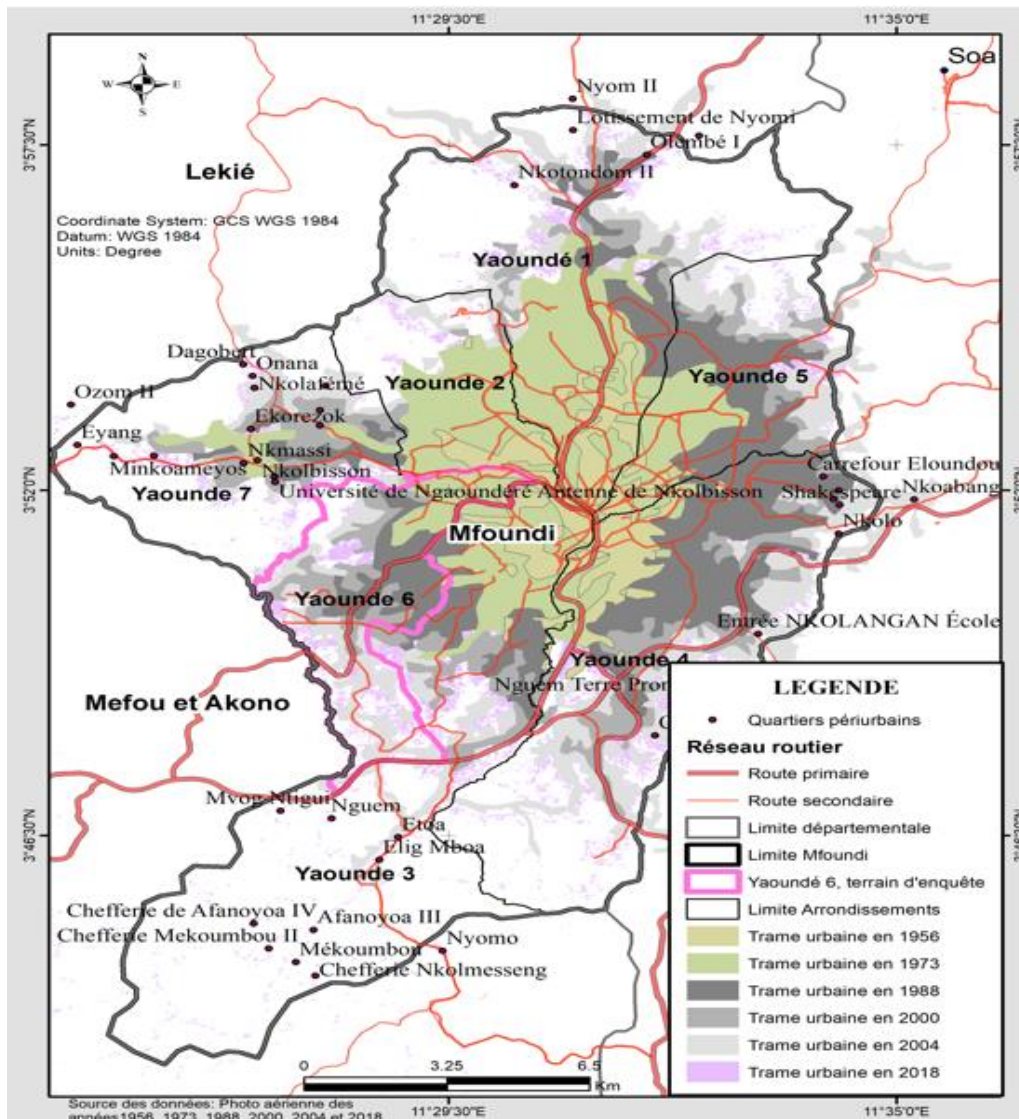 11°29'30"E
11°35'0"E
Soa
N
W
E
S
Nyom II
Lotissement de Nyomi
Olembé I
3°57'30"N
3°57'30"N
Lekié
Nkotondom II
Coordinate System: GCS WGS 1984
Datum: WGS 1984
Units: Degree
Yaoundé 1
Dagobert
Onana
Nkolafémé
Yaounde 2
Yaounde 5
Ozom II
Ekorezok
Eyang
Nkmassi
Minkoameyos
Nkolbisson
Carrefour Eloundou
Yaounde 7
Université de Ngaoundéré Antenne de Nkolbisson
Shakespeare
Nkoabang
3°52'0"N
Nkolo
Mfoundi
Yaounde 6
Entrée NKOLANGAN École
Yaounde 4
Nguem Terre Pron
Mefou et Akono
Mvog Ntigui
Nguem
Etoa
3°46'30"N
Elig Mboa
Yaounde 3
Chefferie de Afanoyoa IV
Afanoyoa III
Chefferie Mekoumbou II
Mékoumbou
Nyomo
Chefferie Nkolmesseng
LEGENDE
Quartiers périurbains
Réseau routier
Route primaire
Route secondaire
Limite départementale
Limite Mfoundi
Yaoundé 6, terrain d'enquête
Limite Arrondissements
Trame urbaine en 1956
Trame urbaine en 1973
Trame urbaine en 1988
Trame urbaine en 2000
Trame urbaine en 2004
Trame urbaine en 2018
0
3.25
6.5
Km
Source des données: Photo aérienne des
années1956, 1973, 1988, 2000, 2004 et 2018
11°29'30"E
11°35'0"E